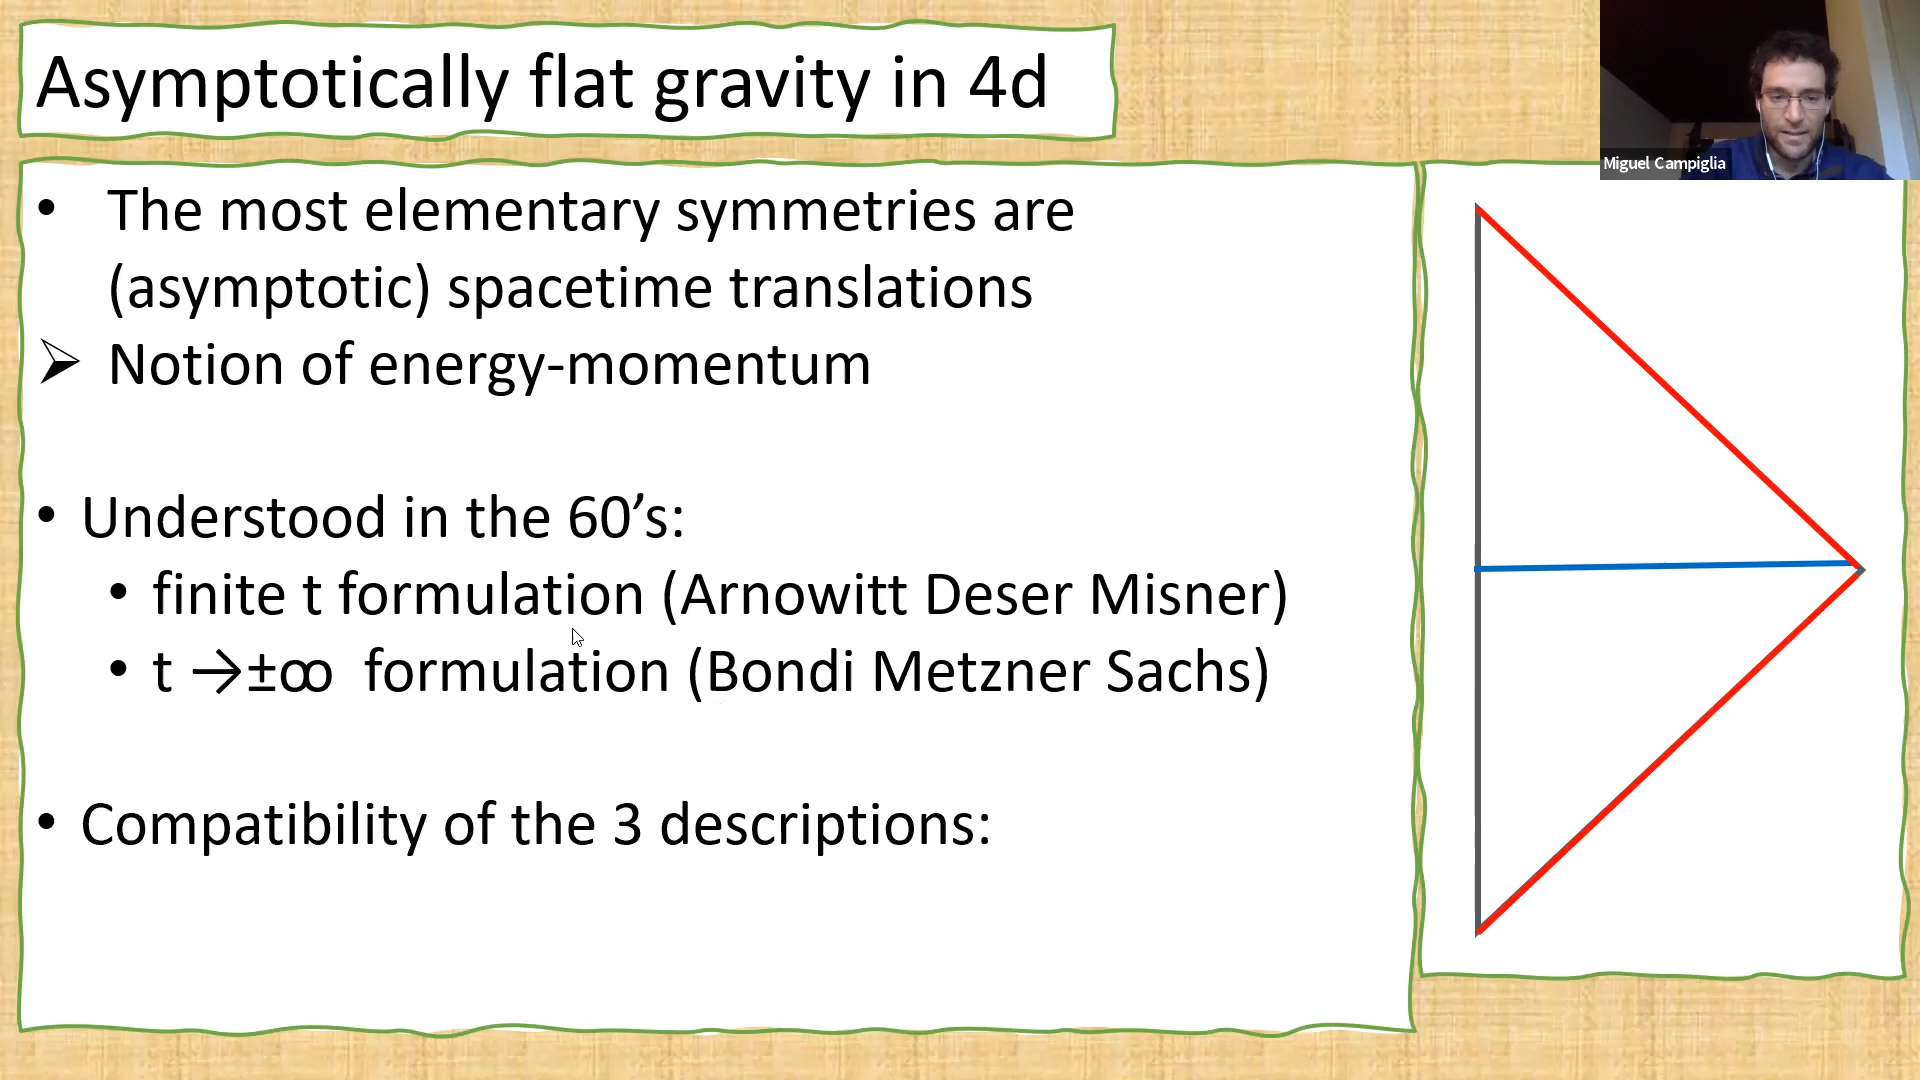 Asymptotically flat gravity in 4d
Miguel Campiglia
• The most elementary symmetries are
(asymptotic) spacetime translations
➢ Notion of energy-momentum
• Understood in the 60’s:
• finite t formulation (Arnowitt Deser Misner)
• t →±∞ formulation (Bondi Metzner Sachs)
• Compatibility of the 3 descriptions: